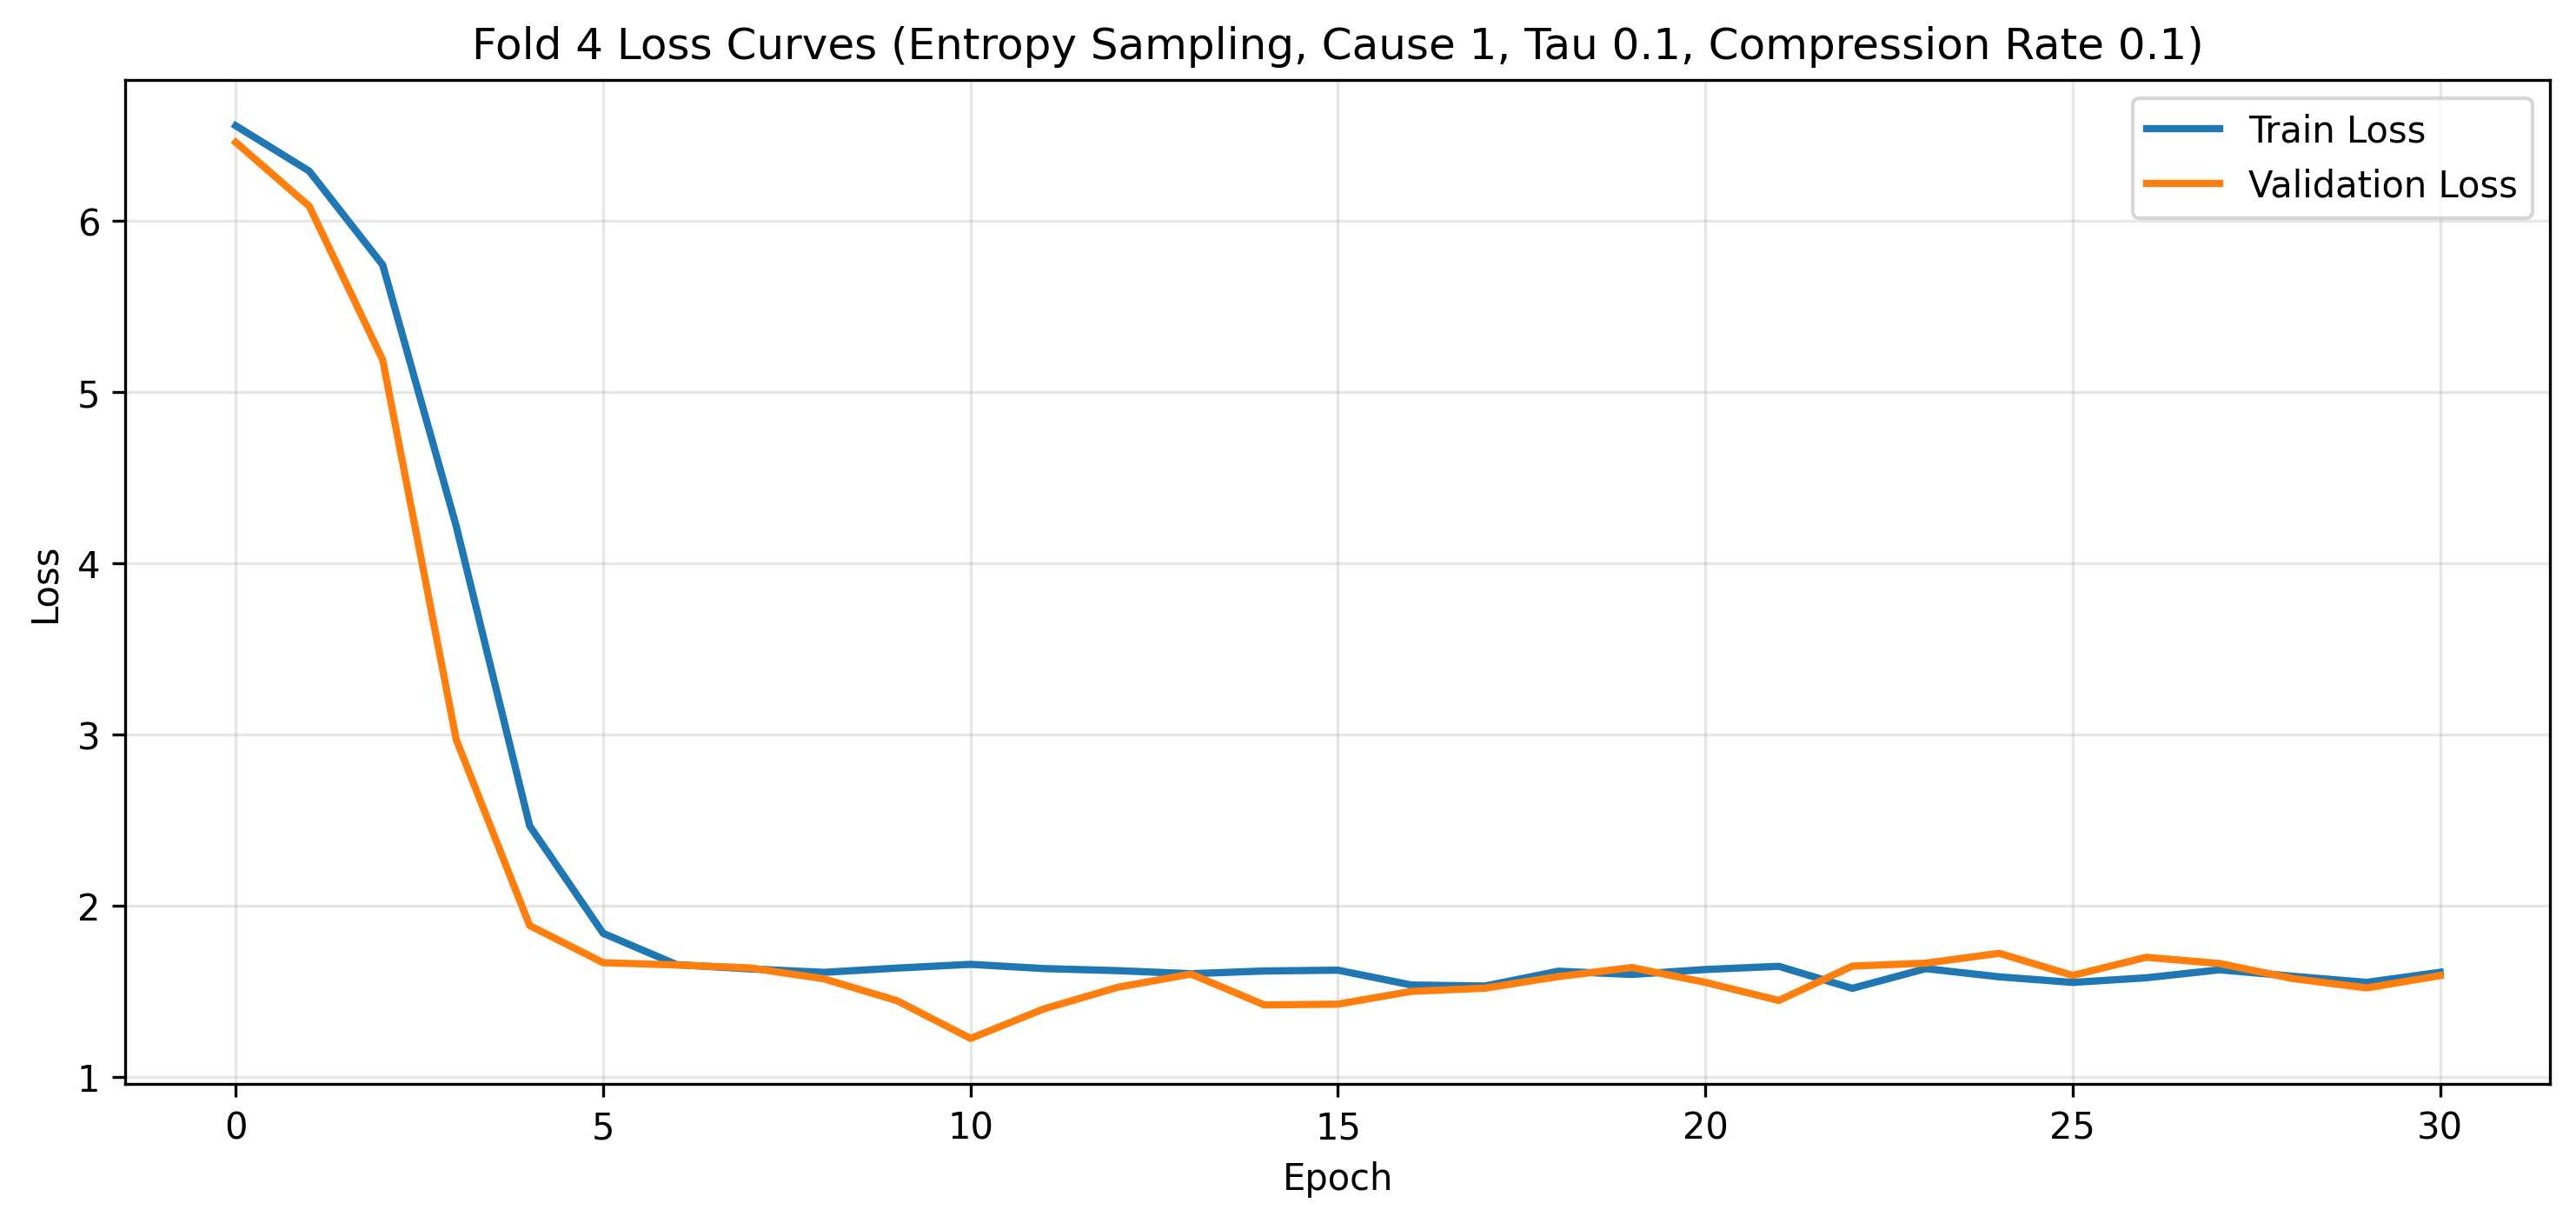 Fold 4 Loss Curves (Entropy Sampling, Cause 1, Tau 0.1, Compression Rate 0.1)
Train Loss
Validation Loss
6
5
4
3
2
1
Loss
0 5 10 15 20 25 30
Epoch